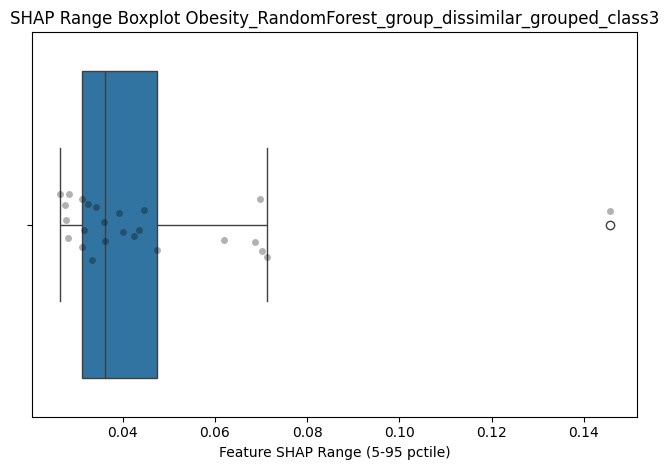 SHAP Range Boxplot Obesity_RandomForest_group_dissimilar_grouped_class3
0.04 0.06 0.08 0.10 0.12 0.14
Feature SHAP Range (5-95 pctile)